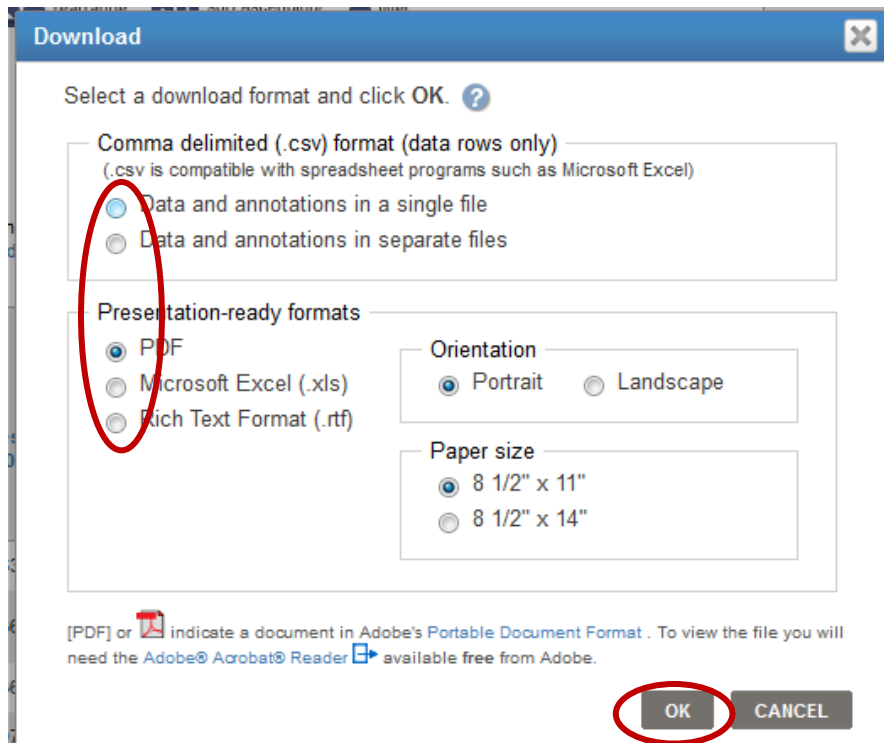 Download
Select a download format and click OK. ?
Comma delimited (.csv) format (data rows only)
(.csv is compatible with spreadsheet programs such as Microsoft Excel)
Data and annotations in a single file
Data and annotations in separate files
Presentation-ready formats
PDF
Microsoft Excel (.xls)
Rich Text Format (.rtf)
Orientation
Portrait Landscape
Paper size
8 1/2" x 11"
8 1/2" x 14"
[PDF] or indicate a document in Adobe's Portable Document Format . To view the file you will
need the Adobe® Acrobat® Reader available free from Adobe.
OK CANCEL